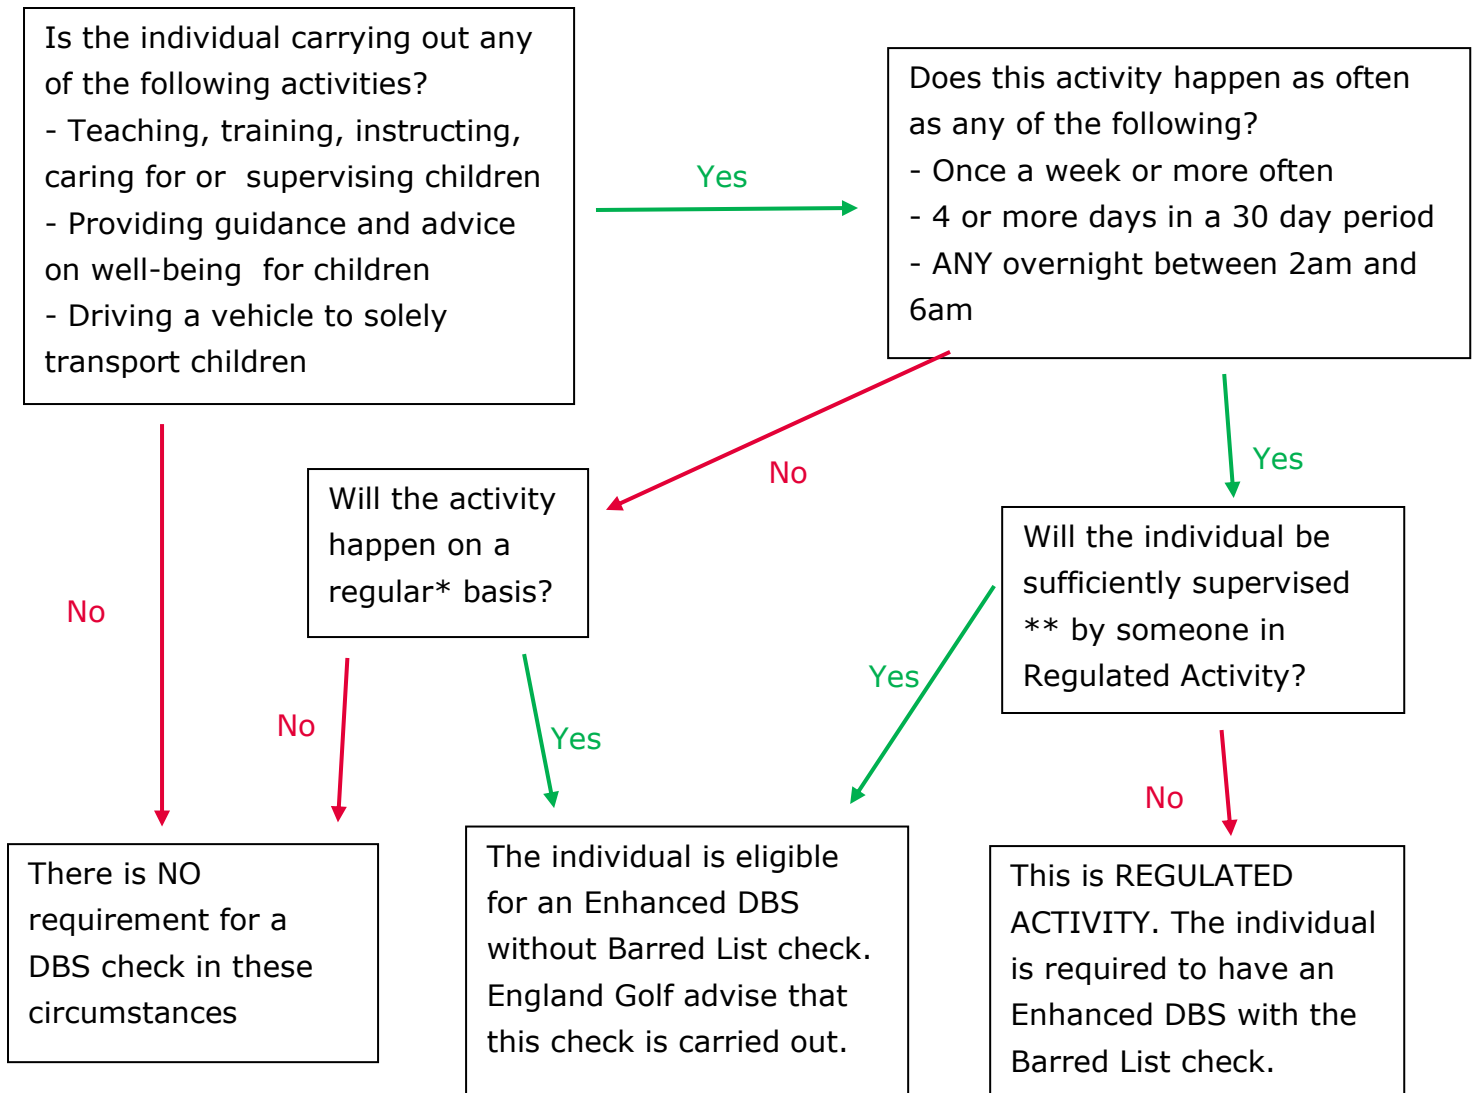 Is the individual carrying out any
of the following activities?
- Teaching, training, instructing,
caring for or  supervising children
- Providing guidance and advice
on well-being  for children
- Driving a vehicle to solely
transport children
Yes
Does this activity happen as often
as any of the following?
- Once a week or more often
- 4 or more days in a 30 day period
- ANY overnight between 2am and
6am
No
No
Yes
Will the activity
happen on a
regular* basis?
Will the individual be
sufficiently supervised
** by someone in
Regulated Activity?
No
Yes
Yes
No
There is NO
requirement for a
DBS check in these
circumstances
The individual is eligible
for an Enhanced DBS
without Barred List check.
England Golf advise that
this check is carried out.
This is REGULATED
ACTIVITY. The individual
is required to have an
Enhanced DBS with the
Barred List check.